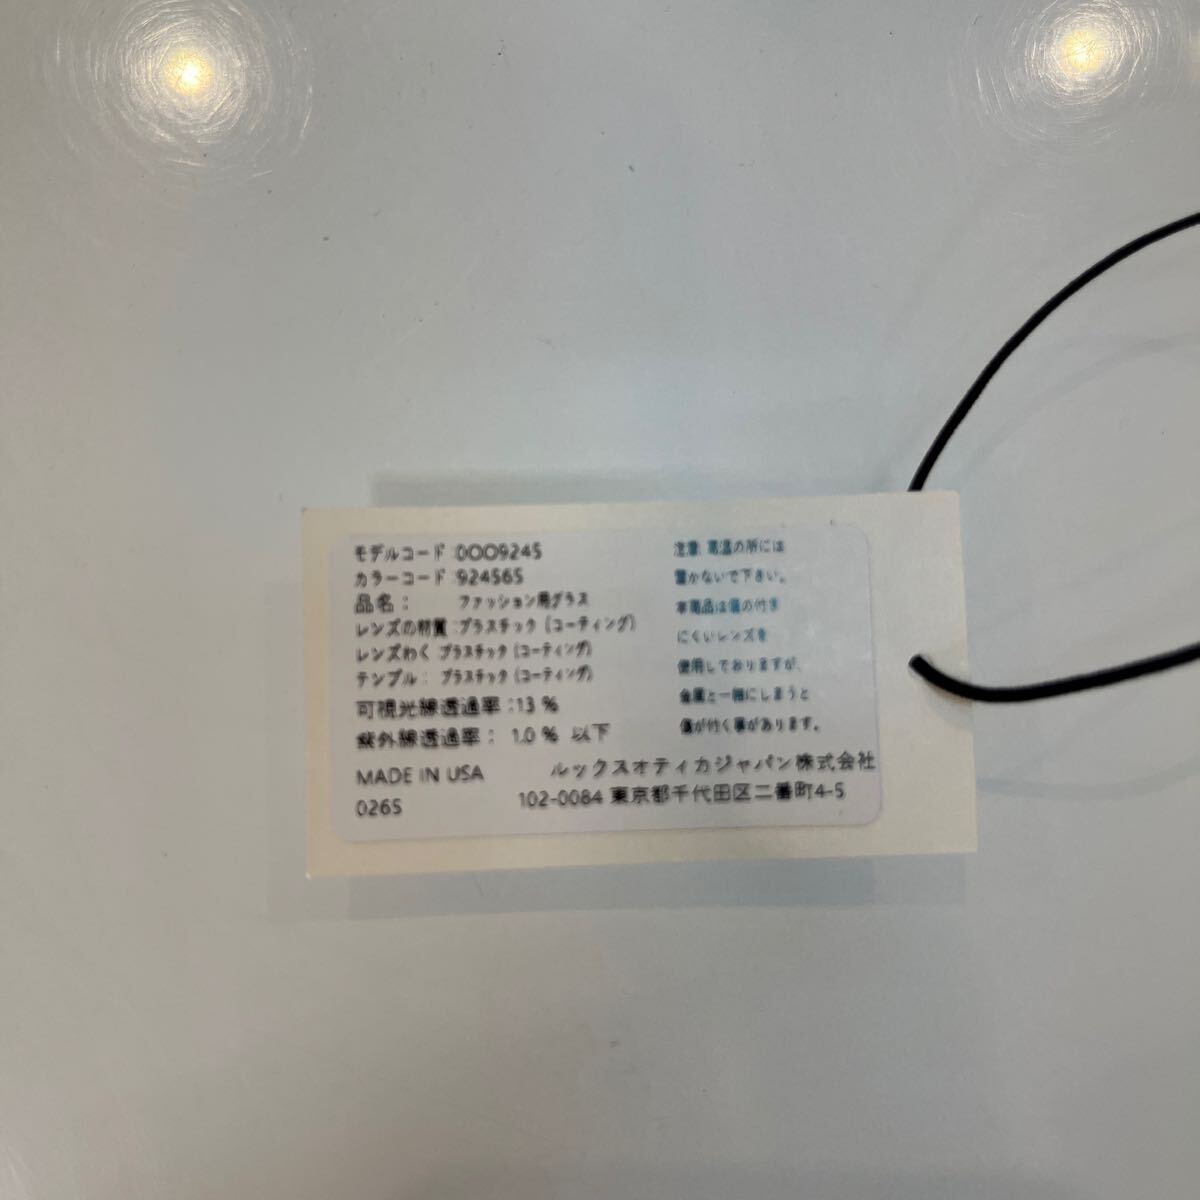 モデルコード :OOO9245
カラーコード :924565
品名： ファッション用グラス
レンズの材質 :プラスチック (コーティング)
レンズわく プラスチック (コーティング)
テンプル： プラスチック (コーティング)
可視光線透過率 :13 %
紫外線透過率： 1.0 % 以下
MADE IN USA
0265
注意: 高温の所には
置かないで下さい。
本商品は傷の付き
にくいレンズを
使用しておりますが、
金属と一緒にしまうと
傷が付く事があります。
ルックスオティカジャパン株式会社
102-0084 東京都千代田区二番町4-5